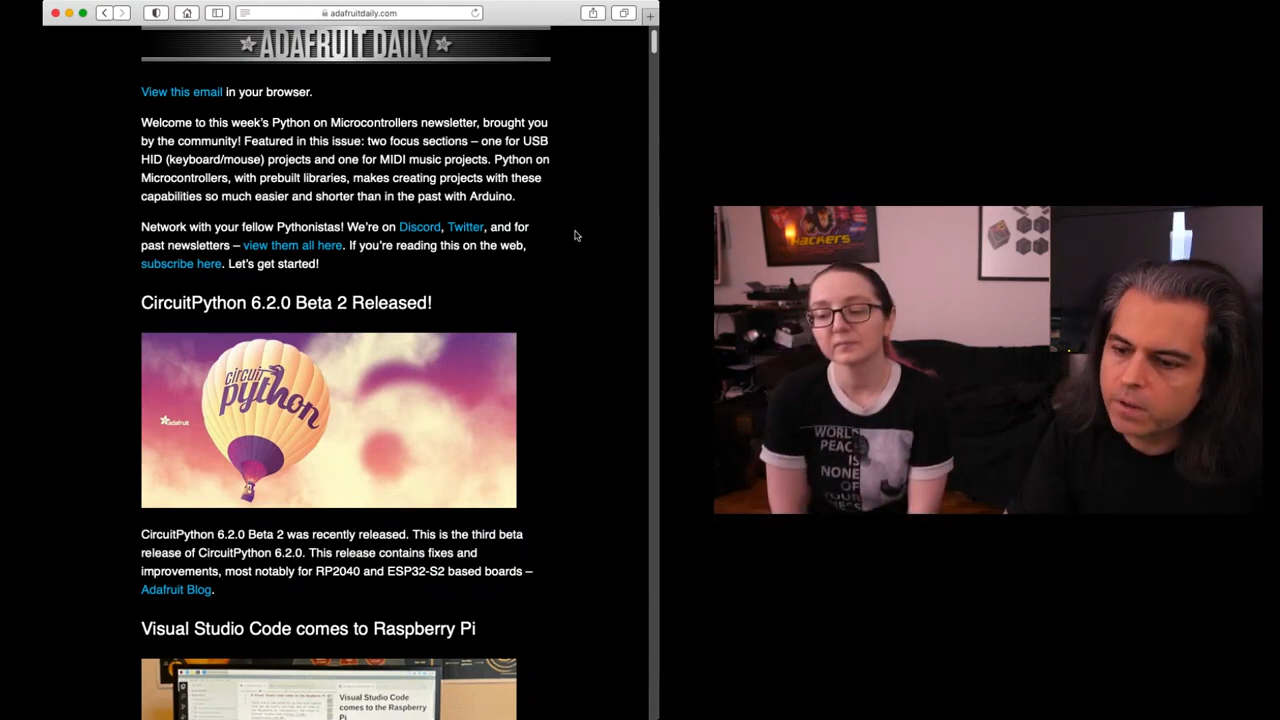 adafruitdaily.com
ADAFRUIT DAILY
View this email in your browser.
Welcome to this week's Python on Microcontrollers newsletter, brought you
by the community! Featured in this issue: two focus sections – one for USB
HID (keyboard/mouse) projects and one for MIDI music projects. Python on
Microcontrollers, with prebuilt libraries, makes creating projects with these
capabilities so much easier and shorter than in the past with Arduino.
Network with your fellow Pythonistas! We're on Discord, Twitter, and for
past newsletters – view them all here. If you're reading this on the web,
subscribe here. Let's get started!
CircuitPython 6.2.0 Beta 2 Released!
circuit
python
adafruit
CircuitPython 6.2.0 Beta 2 was recently released. This is the third beta
release of CircuitPython 6.2.0. This release contains fixes and
improvements, most notably for RP2040 and ESP32-S2 based boards –
Adafruit Blog.
Visual Studio Code comes to Raspberry Pi
Visual Studio Code
comes to the Raspberry
Pi
HACKERS
WORLD
PEACE
IS
NONE
OF
YOUR